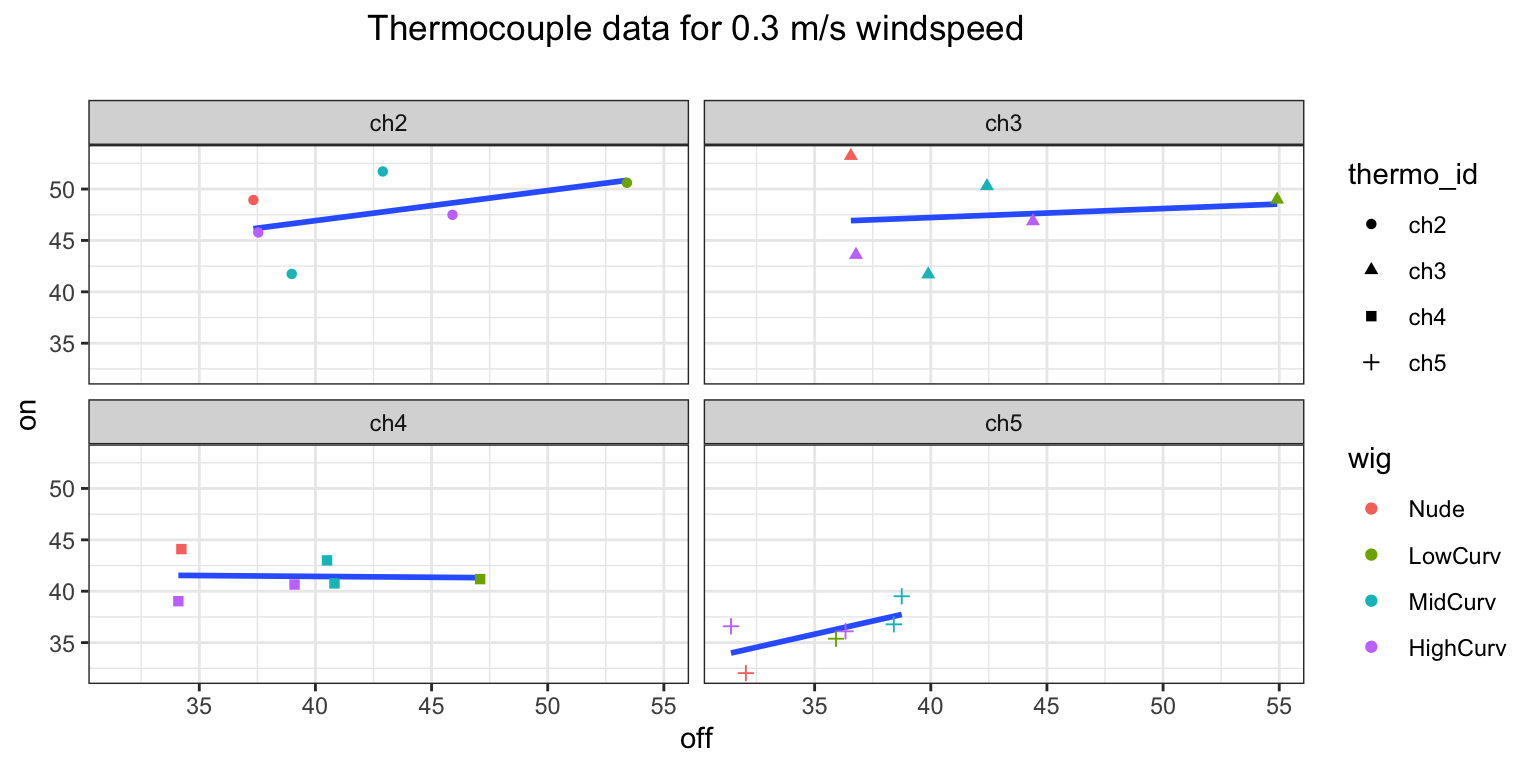 Thermocouple data for 0.3 m/s windspeed
ch2
ch3
50
45
40
35
ch4
ch5
50
45
40
35
35 40 45 50 55
35 40 45 50 55
on
off
thermo_id
ch2
ch3
ch4
ch5
wig
Nude
LowCurv
MidCurv
HighCurv